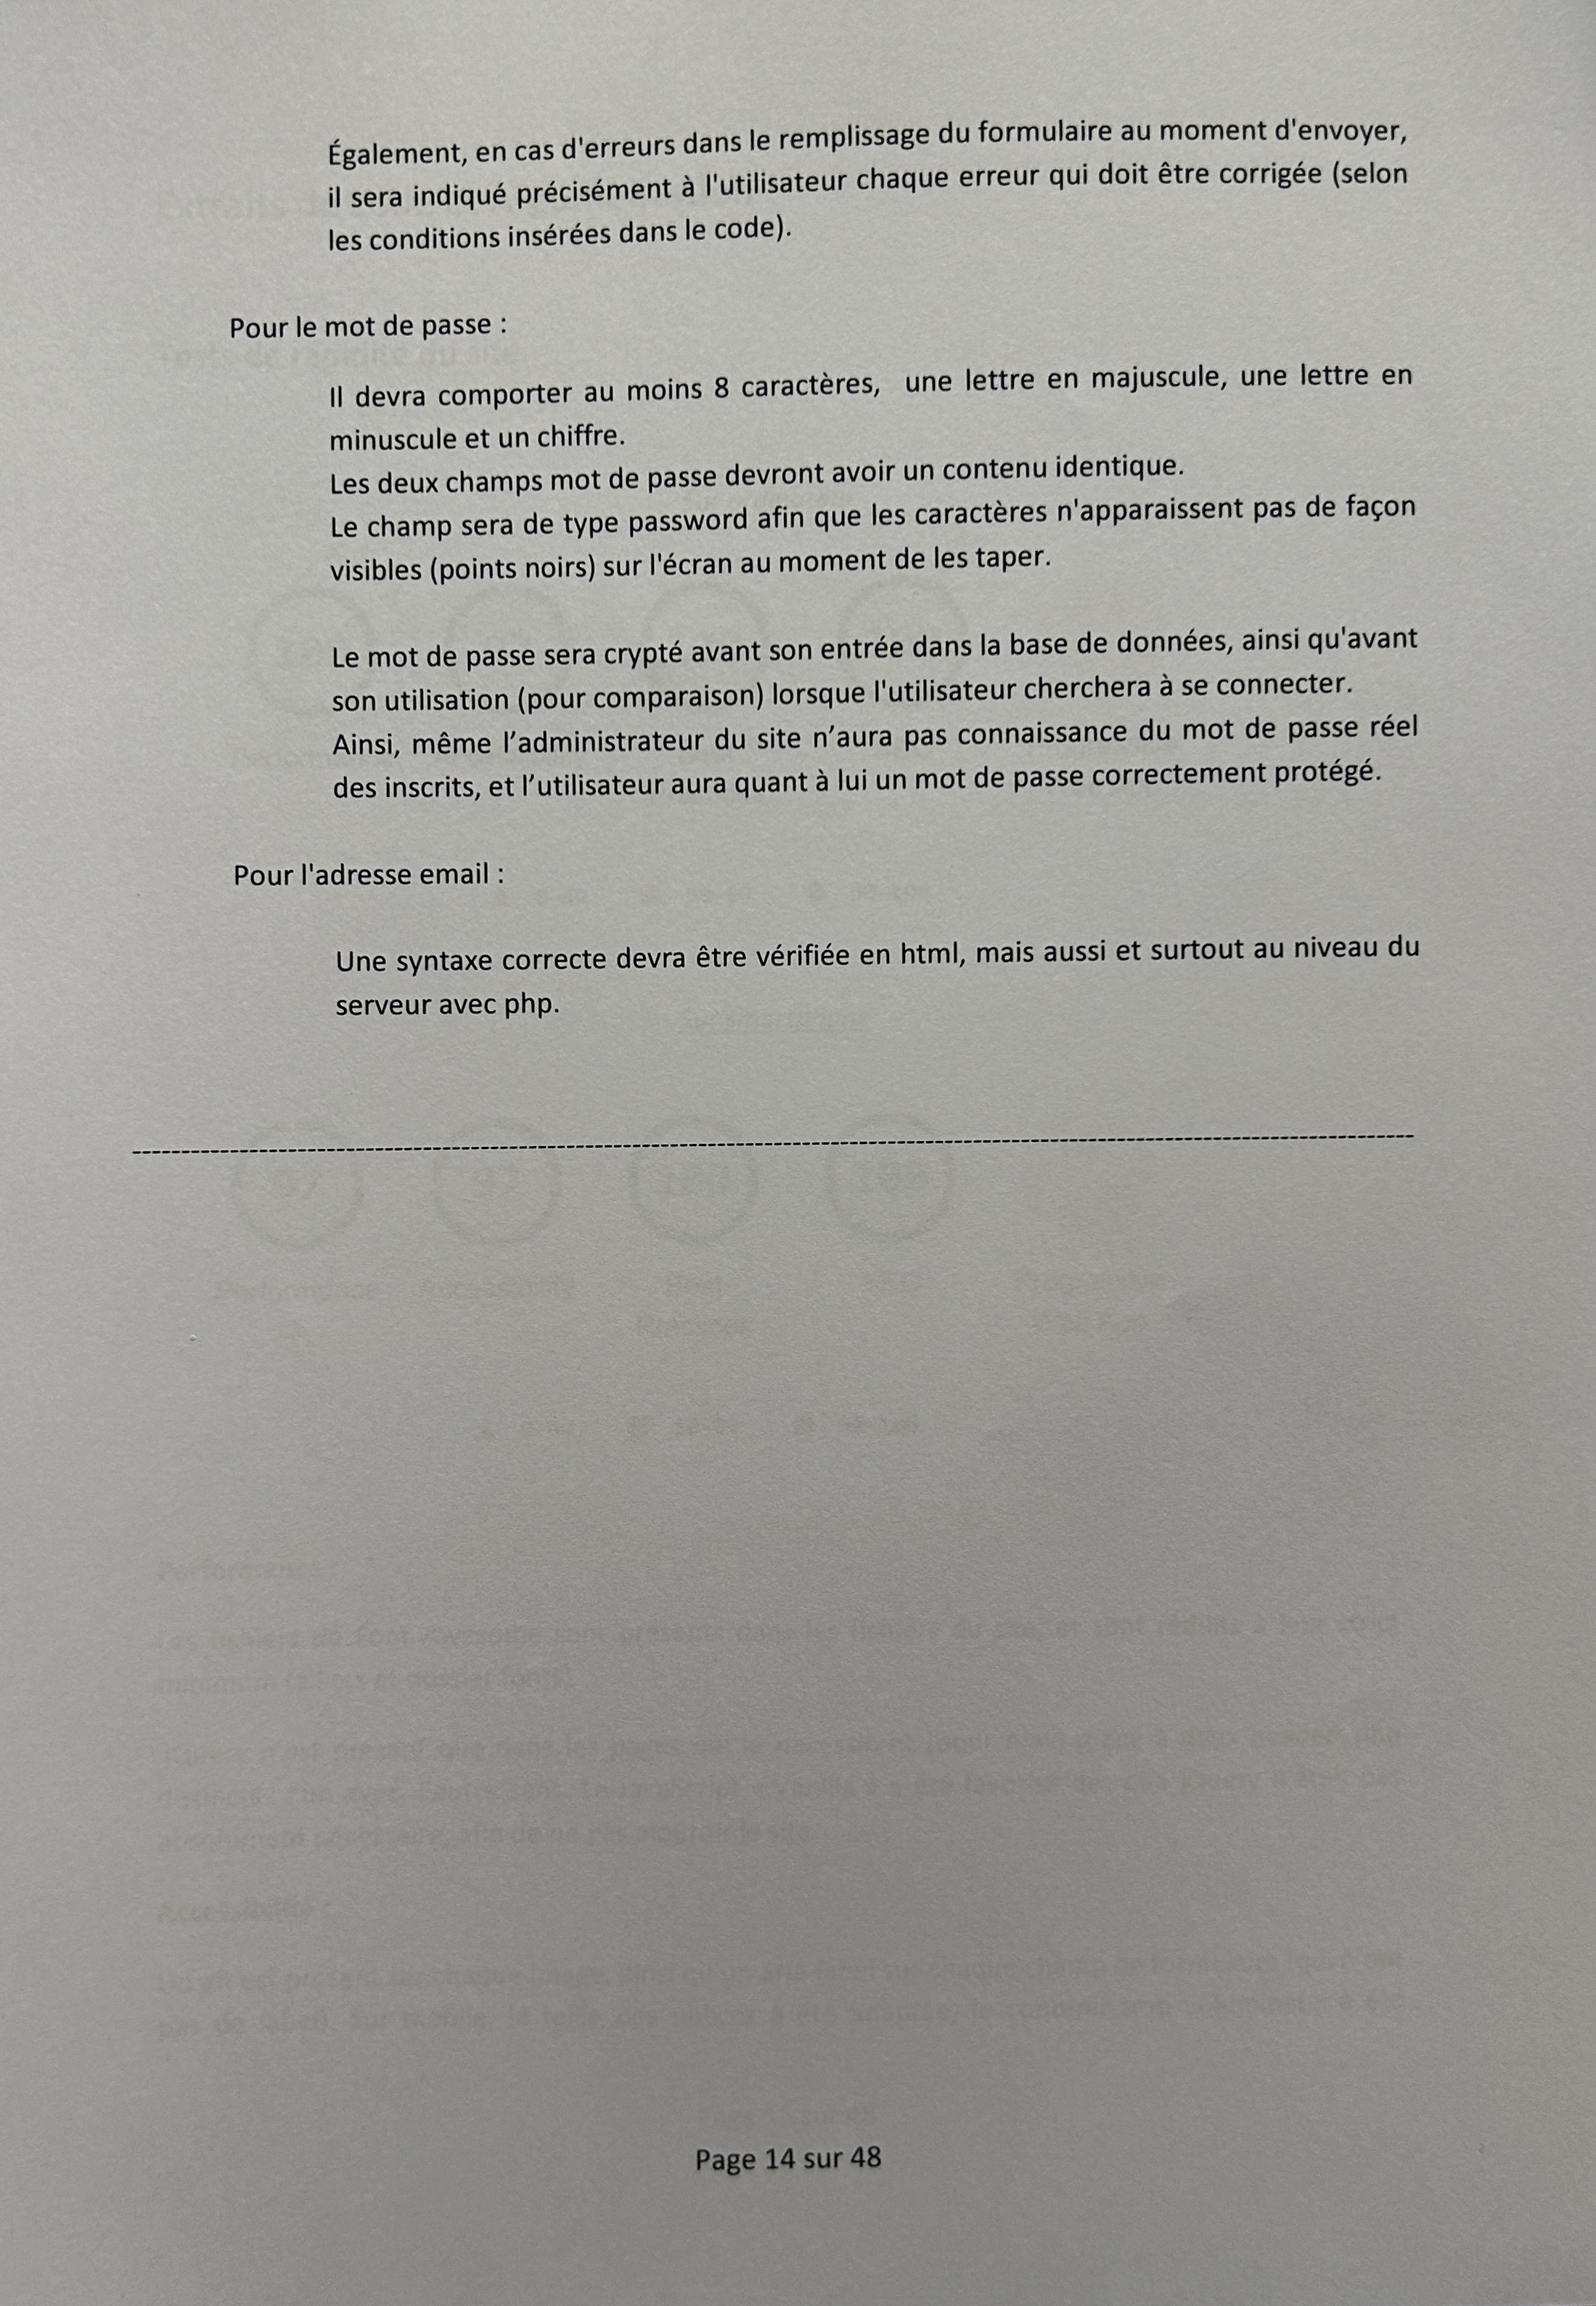 Également, en cas d'erreurs dans le remplissage du formulaire au moment d'envoyer,
il sera indiqué précisément à l'utilisateur chaque erreur qui doit être corrigée (selon
les conditions insérées dans le code).
Pour le mot de passe :
Il devra comporter au moins 8 caractères,  une lettre en majuscule, une lettre en
minuscule et un chiffre.
Les deux champs mot de passe devront avoir un contenu identique.
Le champ sera de type password afin que les caractères n'apparaissent pas de façon
visibles (points noirs) sur l'écran au moment de les taper.
Le mot de passe sera crypté avant son entrée dans la base de données, ainsi qu'avant
son utilisation (pour comparaison) lorsque l'utilisateur cherchera à se connecter.
Ainsi, même l’administrateur du site n’aura pas connaissance du mot de passe réel
des inscrits, et l’utilisateur aura quant à lui un mot de passe correctement protégé.
Pour l'adresse email :
Une syntaxe correcte devra être vérifiée en html, mais aussi et surtout au niveau du
serveur avec php.
Page 14 sur 48